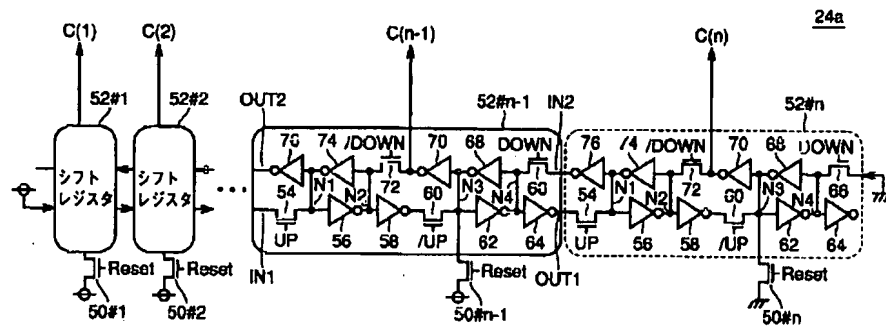 24a
C(1) C(2) C(n-1) C(n)
52#1 52#2 OUT2 52#n-1 IN2 52#n
76 74 /DOWN 70 68 DOWN 76 74 /DOWN 70 68 DOWN
シフト
レジスタ
シフト
レジスタ
54 N1 N2 72 60 N3 N4 60 54 N1 N2 72 60 N3 N4 66
IN1 UP 56 58 /UP 62 64 UP 56 58 /UP 62 64
Reset Reset Reset OUT1 Reset
50#1 50#2 50#n-1 50#n